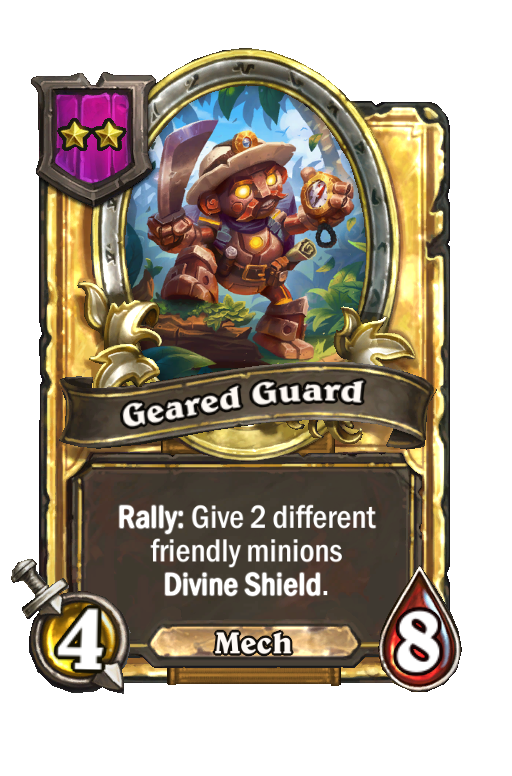 Geared Guard
Rally: Give 2 different
friendly minions
Divine Shield.
4
Mech
8